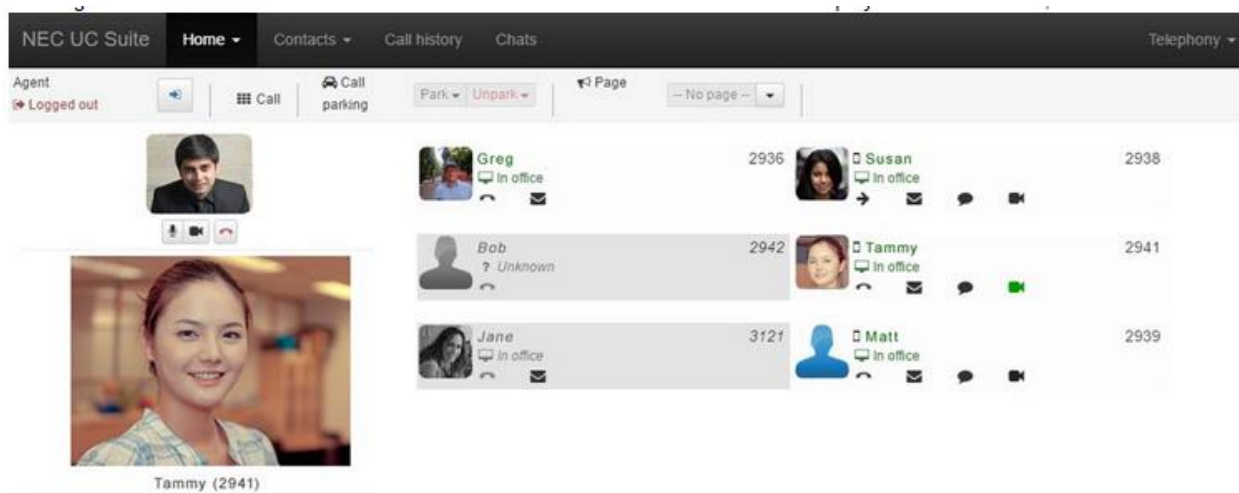 NEC UC Suite Home Contacts Call history Chats Telephony
Agent
Logged out
Call
Call
parking
Park Unpark
Page
-- No page --
Greg 2936
In office
Susan 2938
In office
Bob 2942
? Unknown
Tammy 2941
In office
Jane 3121
In office
Matt 2939
In office
Tammy (2941)